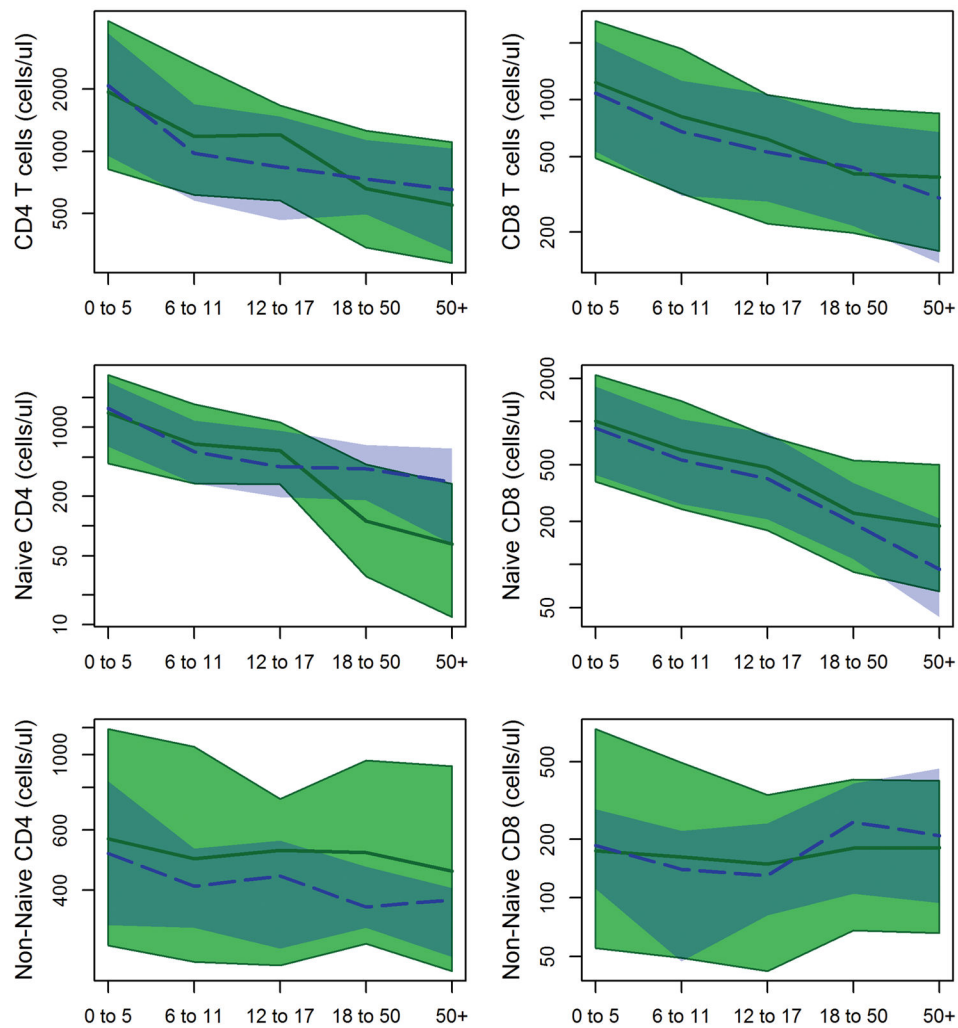 CD4 T cells (cells/ul)
2000
1000
500
0 to 5 6 to 11 12 to 17 18 to 50 50+
CD8 T cells (cells/ul)
1000
500
200
0 to 5 6 to 11 12 to 17 18 to 50 50+
Naive CD4 (cells/ul)
1000
200
50
10
0 to 5 6 to 11 12 to 17 18 to 50 50+
Naive CD8 (cells/ul)
2000
500
200
50
0 to 5 6 to 11 12 to 17 18 to 50 50+
Non-Naive CD4 (cells/ul)
1000
600
400
0 to 5 6 to 11 12 to 17 18 to 50 50+
Non-Naive CD8 (cells/ul)
500
200
100
50
0 to 5 6 to 11 12 to 17 18 to 50 50+